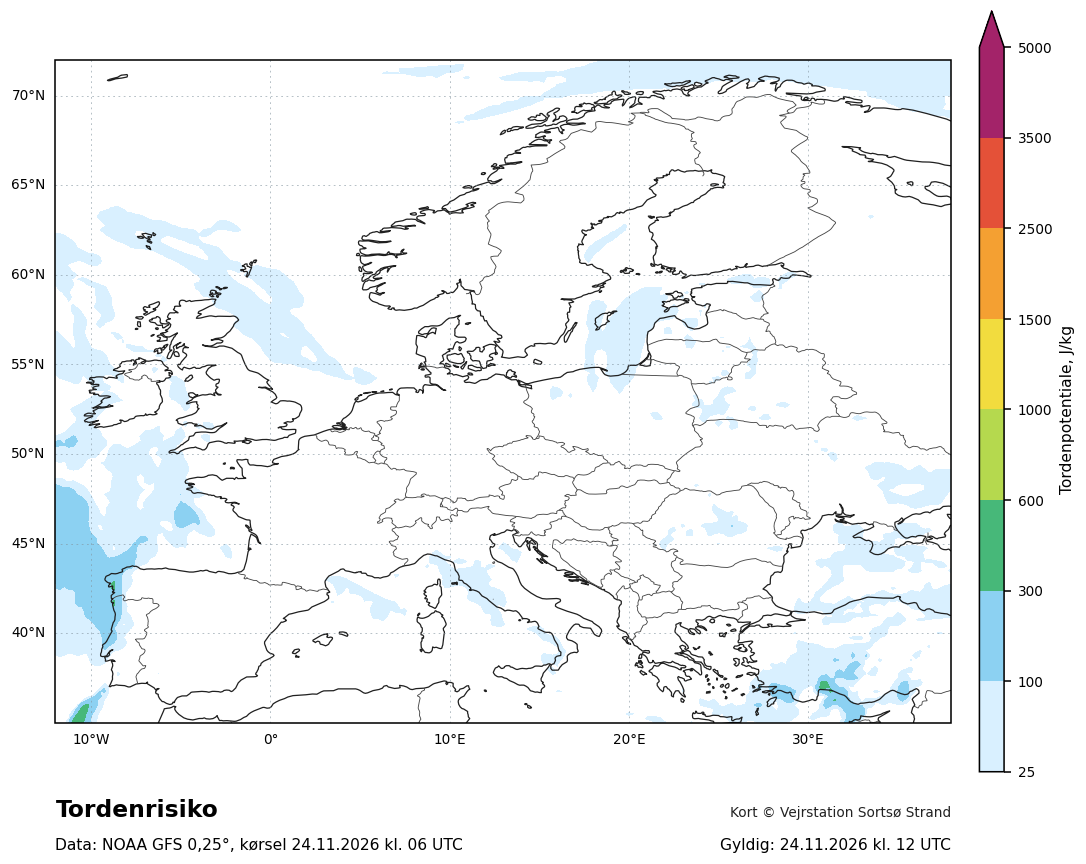 70°N
65°N
60°N
55°N
50°N
45°N
40°N
10°W
0°
10°E
20°E
30°E
5000
3500
2500
1500
1000
600
300
100
25
Tordenpotentiale, J/kg
Tordenrisiko
Kort © Vejrstation Sortsø Strand
Data: NOAA GFS 0,25°, kørsel 24.11.2026 kl. 06 UTC
Gyldig: 24.11.2026 kl. 12 UTC